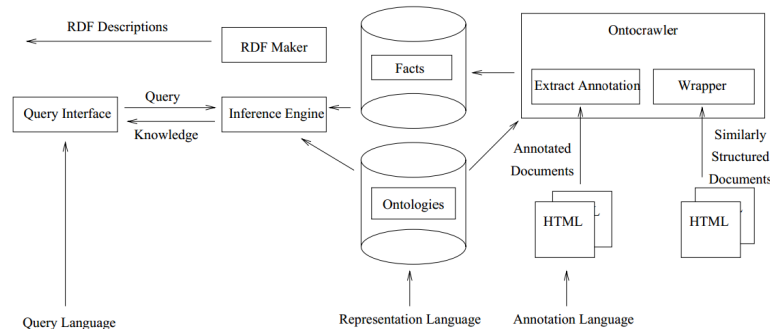 RDF Descriptions
RDF Maker
Ontocrawler
Facts
Extract Annotation
Wrapper
Query
Query Interface
Inference Engine
Knowledge
Annotated
Documents
Similarly
Structured
Documents
Ontologies
HTML
HTML
Query Language
Representation Language
Annotation Language